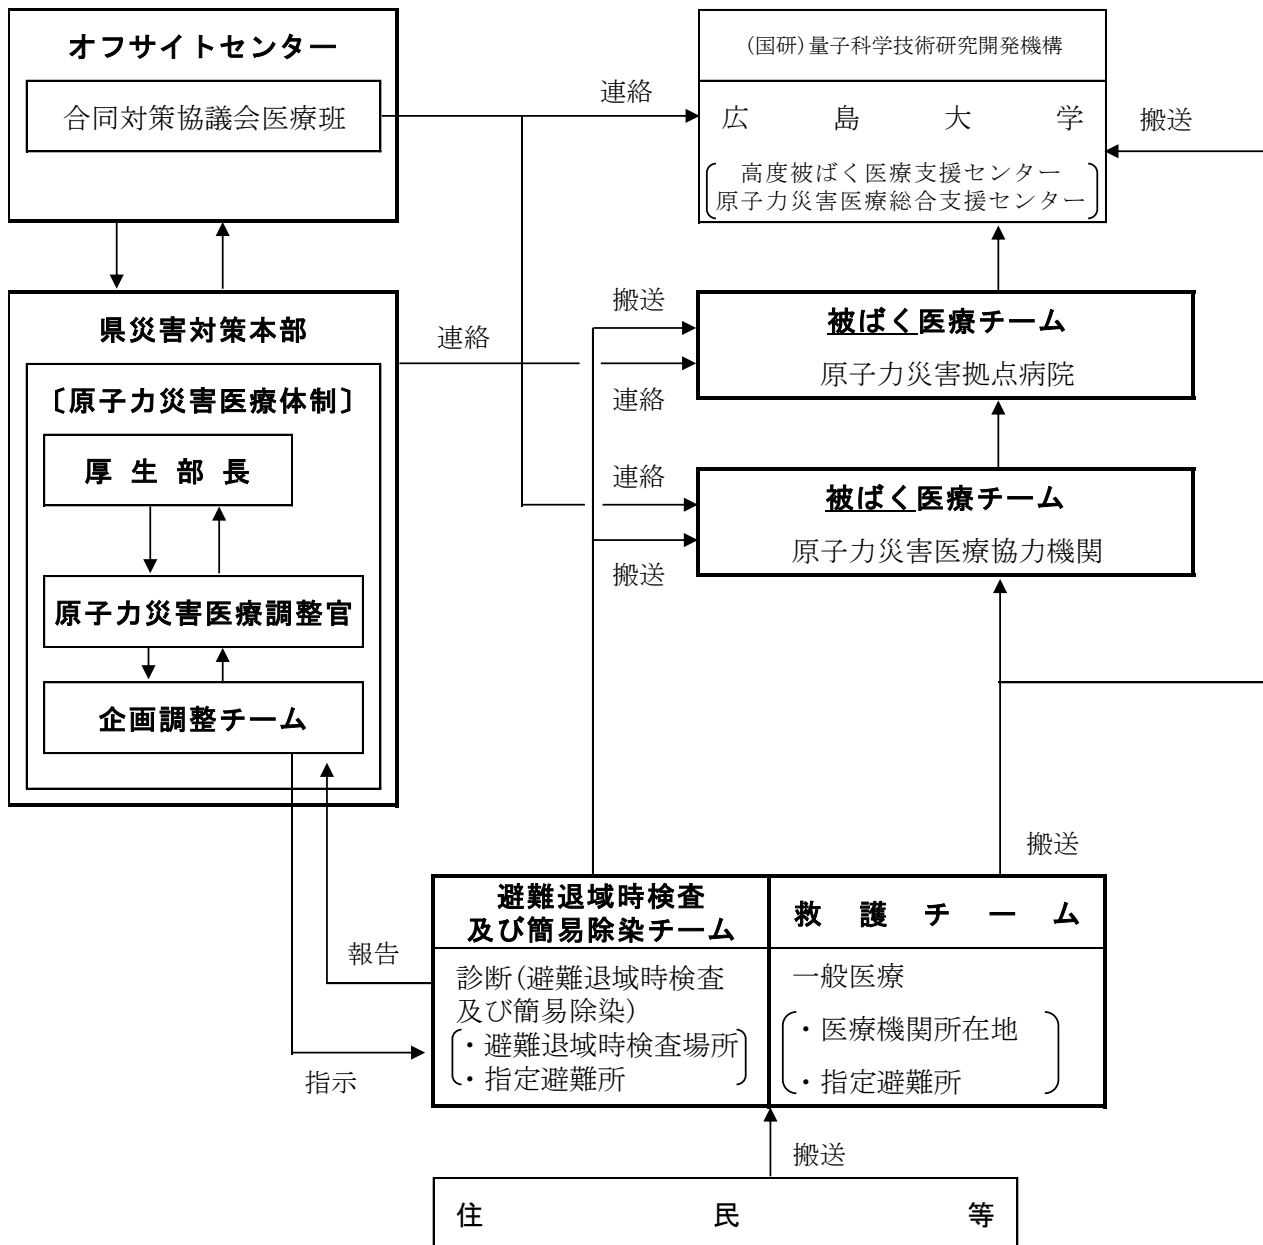 オフサイトセンター
合同対策協議会医療班
連絡
(国研)量子科学技術研究開発機構
広島大学
高度被ばく医療支援センター
原子力災害医療総合支援センター
搬送
県災害対策本部
〔原子力災害医療体制〕
厚生部長
原子力災害医療調整官
企画調整チーム
連絡
搬送
連絡
被ばく医療チーム
原子力災害拠点病院
連絡
搬送
被ばく医療チーム
原子力災害医療協力機関
搬送
報告
指示
避難退域時検査
及び簡易除染チーム
診断(避難退域時検査
及び簡易除染)
・避難退域時検査場所
・指定避難所
救護チーム
一般医療
・医療機関所在地
・指定避難所
搬送
住民等